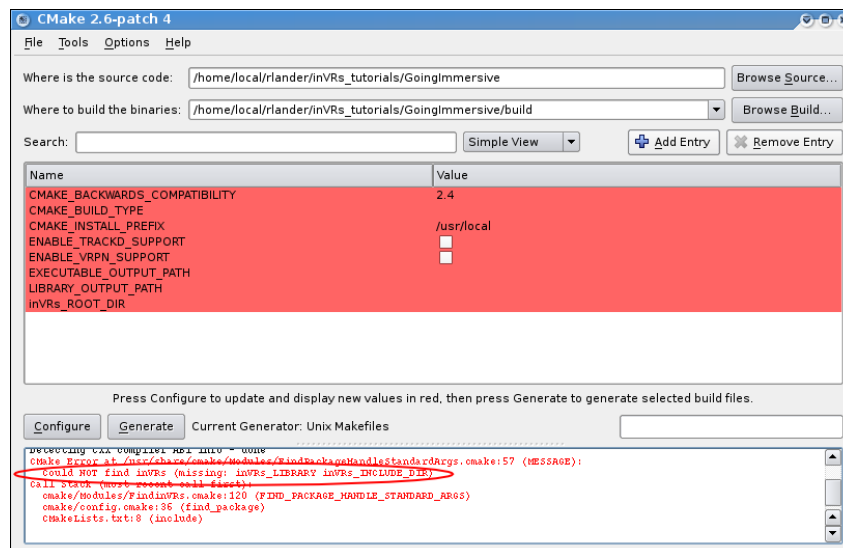 CMake 2.6-patch 4
File Tools Options Help
Where is the source code: /home/local/rlander/inVRs_tutorials/GoingImmersive Browse Source...
Where to build the binaries: /home/local/rlander/inVRs_tutorials/GoingImmersive/build Browse Build...
Search: Simple View Add Entry Remove Entry
Name Value
CMAKE_BACKWARDS_COMPATIBILITY 2.4
CMAKE_BUILD_TYPE
CMAKE_INSTALL_PREFIX /usr/local
ENABLE_TRACKD_SUPPORT
ENABLE_VRPN_SUPPORT
EXECUTABLE_OUTPUT_PATH
LIBRARY_OUTPUT_PATH
inVRs_ROOT_DIR
Press Configure to update and display new values in red, then press Generate to generate selected build files.
Configure Generate Current Generator: Unix Makefiles
Detecting CXX compiler ABI info - done
CMake Error at /usr/share/cmake/Modules/FindPackageHandleStandardArgs.cmake:57 (MESSAGE):
Could NOT find inVRs (missing: inVRs_LIBRARY inVRs_INCLUDE_DIR)
Call Stack (most recent call first):
cmake/Modules/FindinVRs.cmake:120 (FIND_PACKAGE_HANDLE_STANDARD_ARGS)
cmake/config.cmake:36 (find_package)
CMakeLists.txt:8 (include)